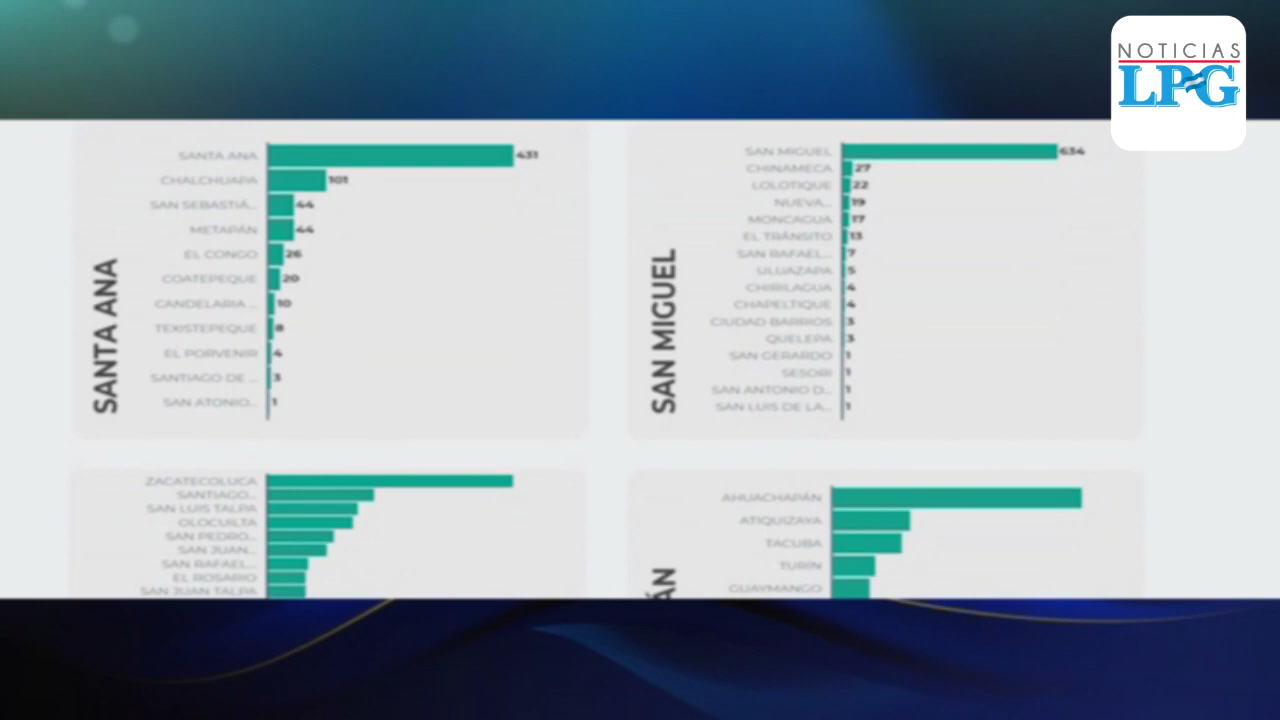 NOTICIAS
LPG
SANTA ANA
SANTA ANA 431
CHALCHUAPA 101
SAN SEBASTIÁ... 44
METAPÁN 44
EL CONGO 26
COATEPEQUE 20
CANDELARIA ... 10
TEXISTEPEQUE 8
EL PORVENIR 4
SANTIAGO DE ... 3
SAN ATONIO... 1
SAN MIGUEL
SAN MIGUEL 634
CHINAMECA 27
LOLOTIQUE 22
NUEVA... 19
MONCAGUA 17
EL TRÁNSITO 13
SAN RAFAEL... 7
ULUAZAPA 5
CHIRILAGUA 4
CHAPELTIQUE 4
CIUDAD BARRIOS 3
QUELEPA 3
SAN GERARDO 1
SESORI 1
SAN ANTONIO D... 1
SAN LUIS DE LA... 1
ZACATECOLUCA
SANTIAGO...
SAN LUIS TALPA
OLOCUILTA
SAN PEDRO...
SAN JUAN...
SAN RAFAEL...
EL ROSARIO
SAN JUAN TALPA
ÁN
AHUACHAPÁN
ATIQUIZAYA
TACUBA
TURÍN
GUAYMANGO